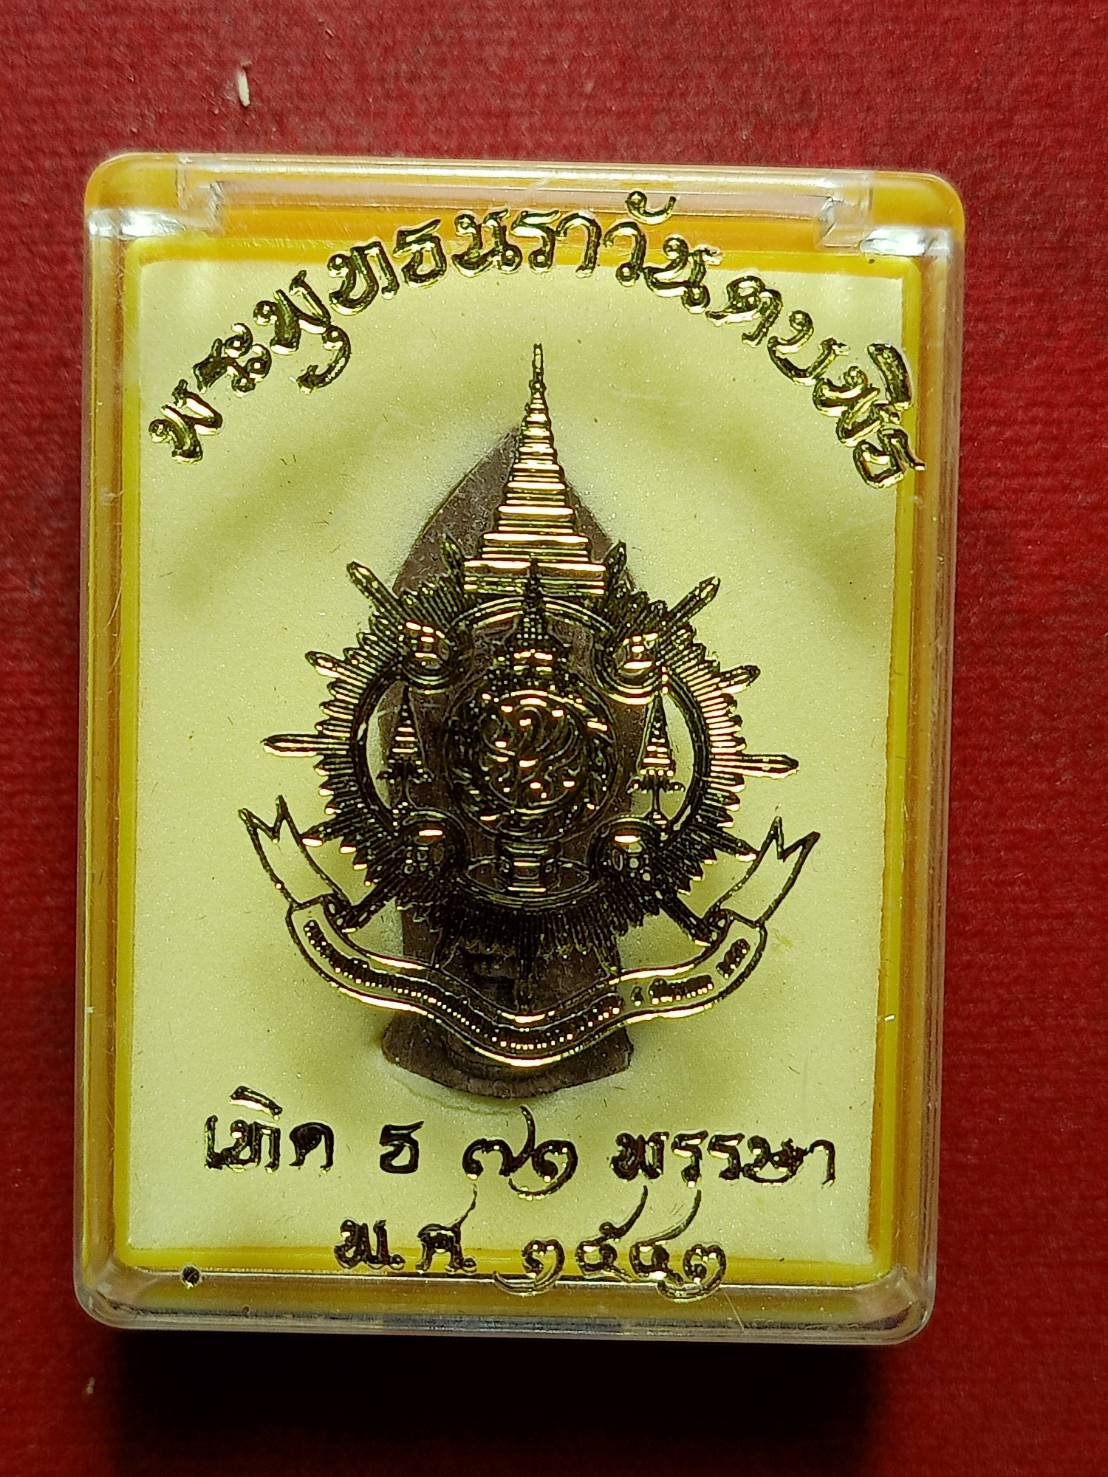 พระพุทธนราวันตบพิธ
เทิด ธ ๗๒ พรรษา
พ.ศ. ๒๕๔๒